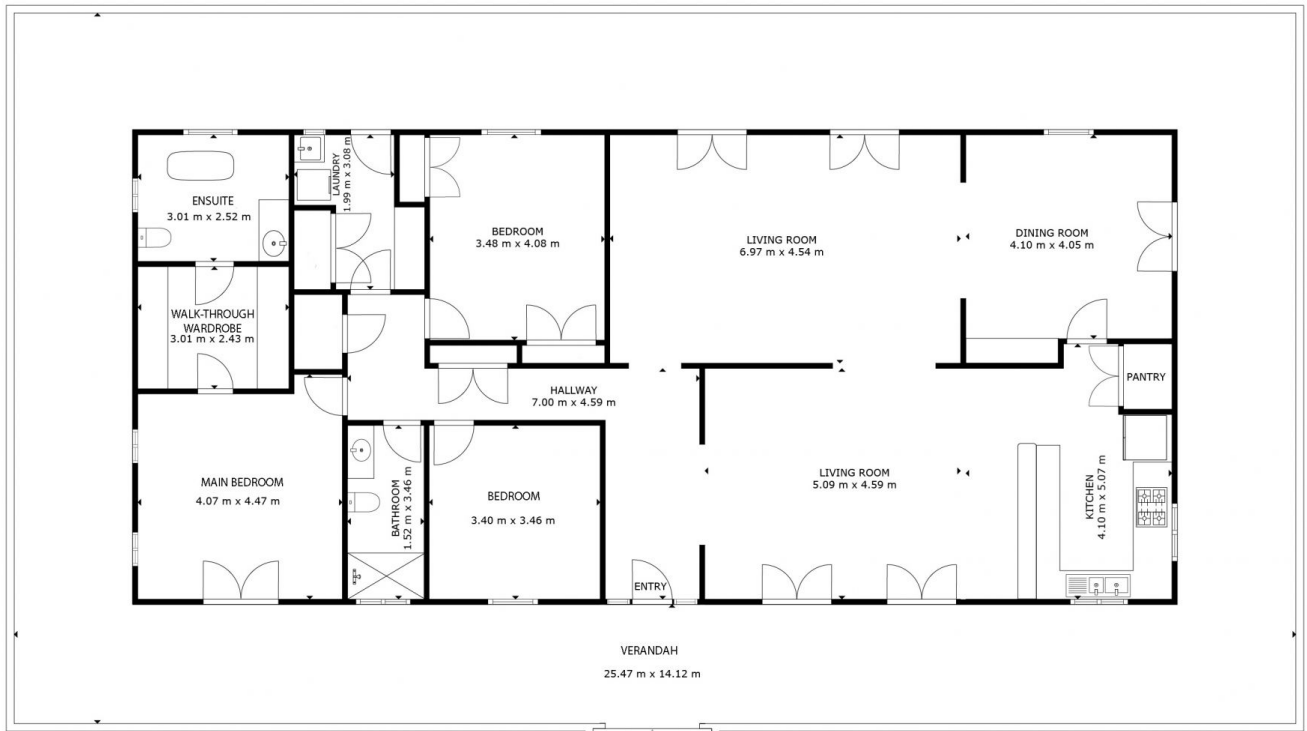 ENSUITE
3.01 m x 2.52 m
LAUNDRY
1.99 m x 3.08 m
BEDROOM
3.48 m x 4.08 m
LIVING ROOM
6.97 m x 4.54 m
DINING ROOM
4.10 m x 4.05 m
WALK-THROUGH
WARDROBE
3.01 m x 2.43 m
HALLWAY
7.00 m x 4.59 m
PANTRY
MAIN BEDROOM
4.07 m x 4.47 m
BATHROOM
1.52 m x 3.46 m
BEDROOM
3.40 m x 3.46 m
LIVING ROOM
5.09 m x 4.59 m
KITCHEN
4.10 m x 5.07 m
ENTRY
VERANDAH
25.47 m x 14.12 m